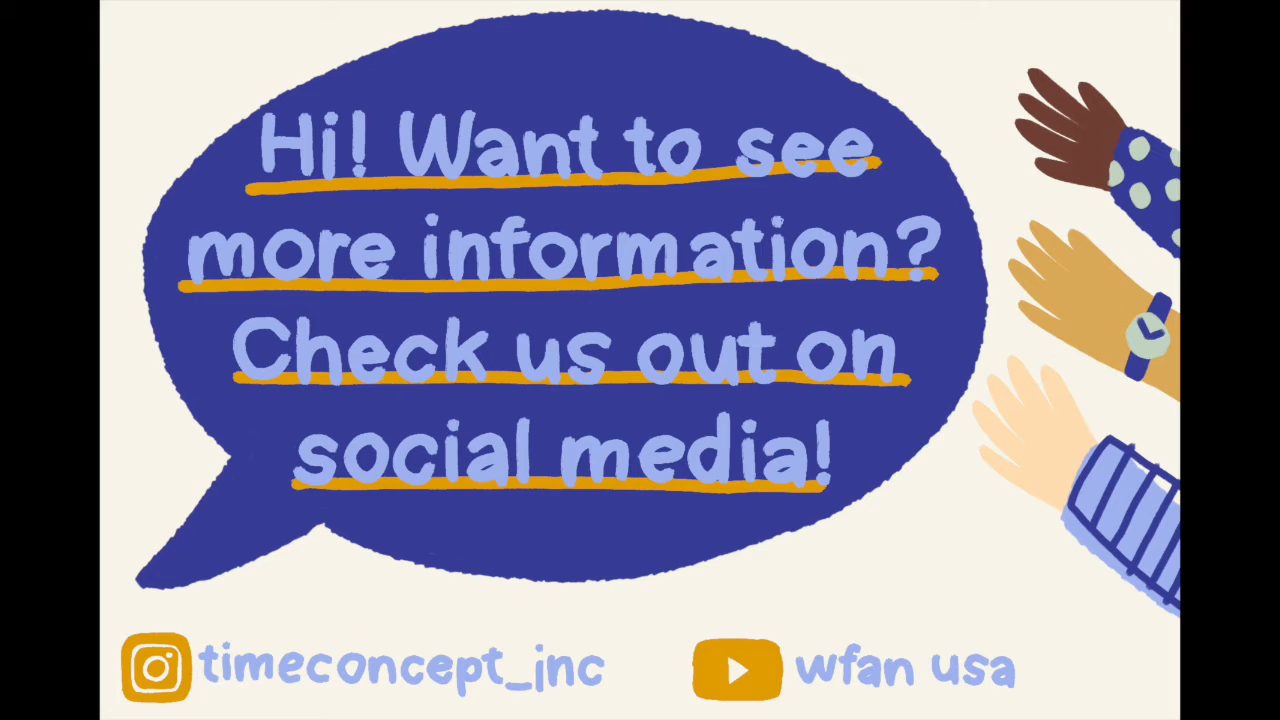 Hi! Want to see
more information?
Check us out on
social media!
timeconcept_inc
wfan usa